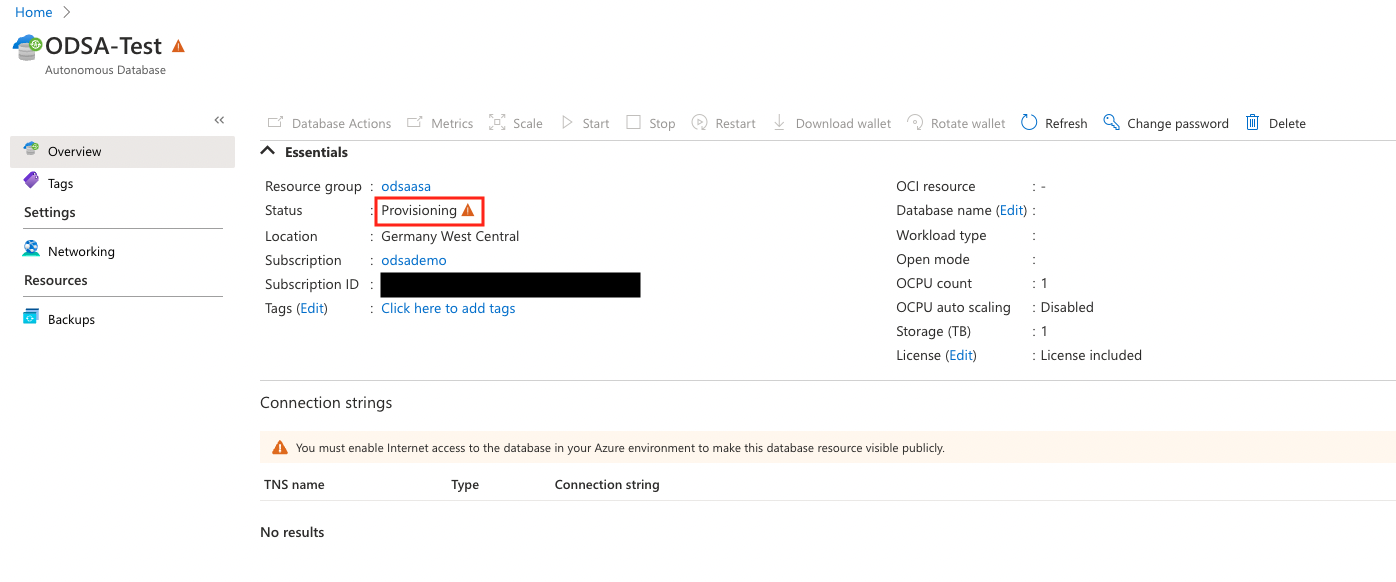 Home
ODSA-Test
Autonomous Database
Overview
Tags
Settings
Networking
Resources
Backups
Database Actions Metrics Scale Start Stop Restart Download wallet Rotate wallet Refresh Change password Delete
Essentials
Resource group : odsaasa
Status : Provisioning
Location : Germany West Central
Subscription : odsademo
Subscription ID :
Tags (Edit) : Click here to add tags
OCI resource : -
Database name (Edit) :
Workload type :
Open mode :
OCPU count : 1
OCPU auto scaling : Disabled
Storage (TB) : 1
License (Edit) : License included
Connection strings
You must enable Internet access to the database in your Azure environment to make this database resource visible publicly.
TNS name Type Connection string
No results